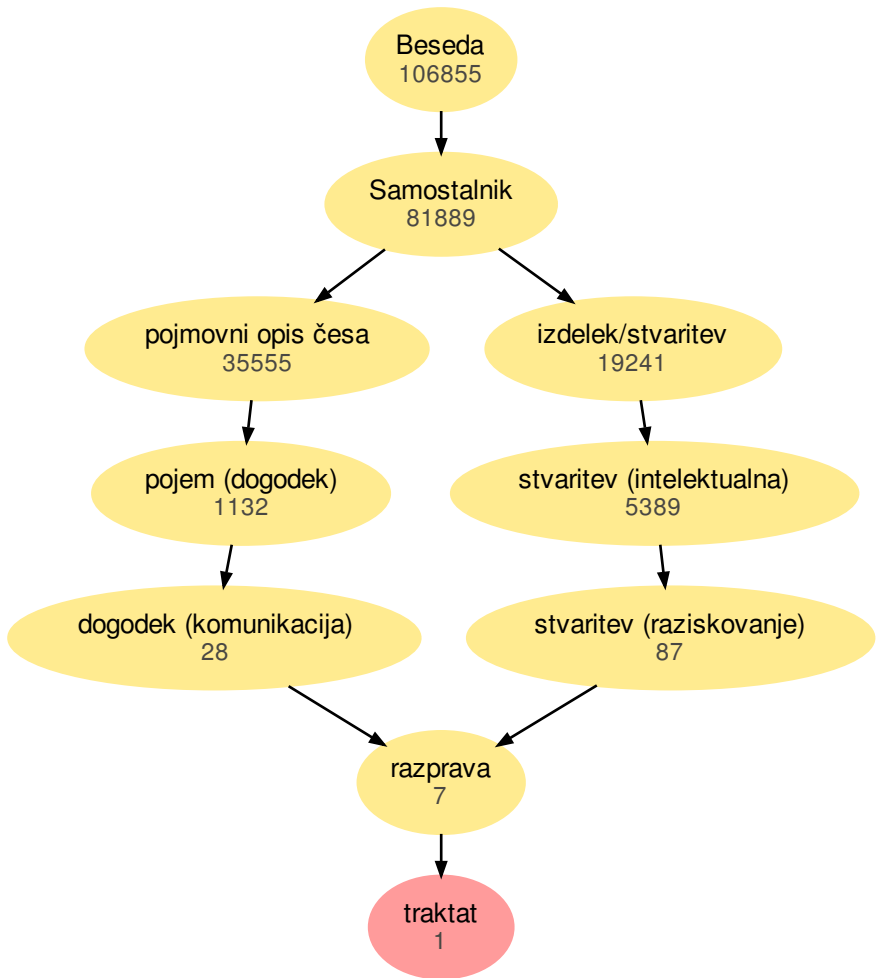 Beseda
106855
Samostalnik
81889
pojmovni opis česa
35555
izdelek/stvaritev
19241
pojem (dogodek)
1132
stvaritev (intelektualna)
5389
dogodek (komunikacija)
28
stvaritev (raziskovanje)
87
razprava
7
traktat
1